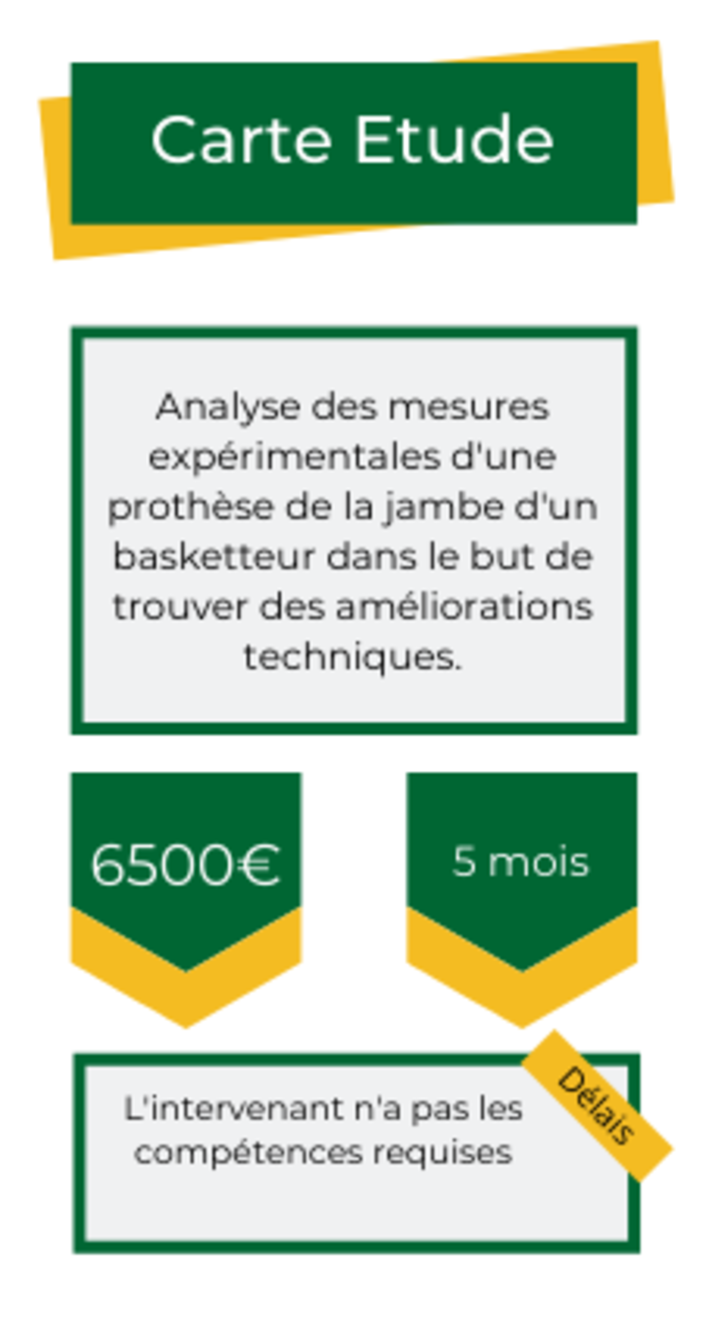 Carte Etude
Analyse des mesures
expérimentales d'une
prothèse de la jambe d'un
basketteur dans le but de
trouver des améliorations
techniques.
6500€
5 mois
Délais
L'intervenant n'a pas les
compétences requises